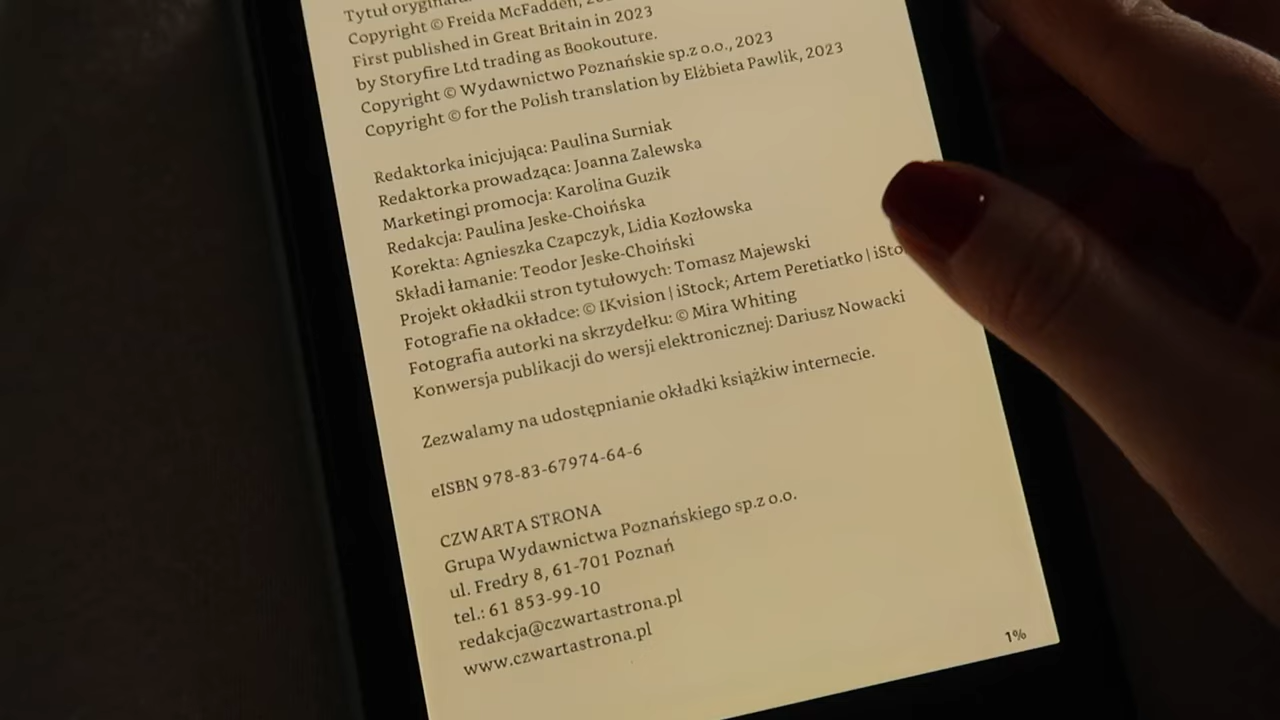 Tytuł
Copyright © Freida McFadden,
First published in Great Britain in 2023
by Storyfire Ltd trading as Bookouture.
Copyright © Wydawnictwo Poznańskie sp.z o.o., 2023
Copyright © for the Polish translation by Elżbieta Pawlik, 2023
Redaktorka inicjująca: Paulina Surniak
Redaktorka prowadząca: Joanna Zalewska
Marketingi promocja: Karolina Guzik
Redakcja: Paulina Jeske-Choińska
Korekta: Agnieszka Czapczyk, Lidia Kozłowska
Składi łamanie: Teodor Jeske-Choiński
Projekt okładkii stron tytułowych: Tomasz Majewski
Fotografie na okładce: © IKvision | iStock; Artem Peretiatko | iSto
Fotografia autorki na skrzydełku: © Mira Whiting
Konwersja publikacji do wersji elektronicznej: Dariusz Nowacki
Zezwalamy na udostępnianie okładki książkiw internecie.
eISBN 978-83-67974-64-6
CZWARTA STRONA
Grupa Wydawnictwa Poznańskiego sp.z o.o.
ul. Fredry 8, 61-701 Poznań
tel.: 61 853-99-10
redakcja@czwartastrona.pl
www.czwartastrona.pl
1%